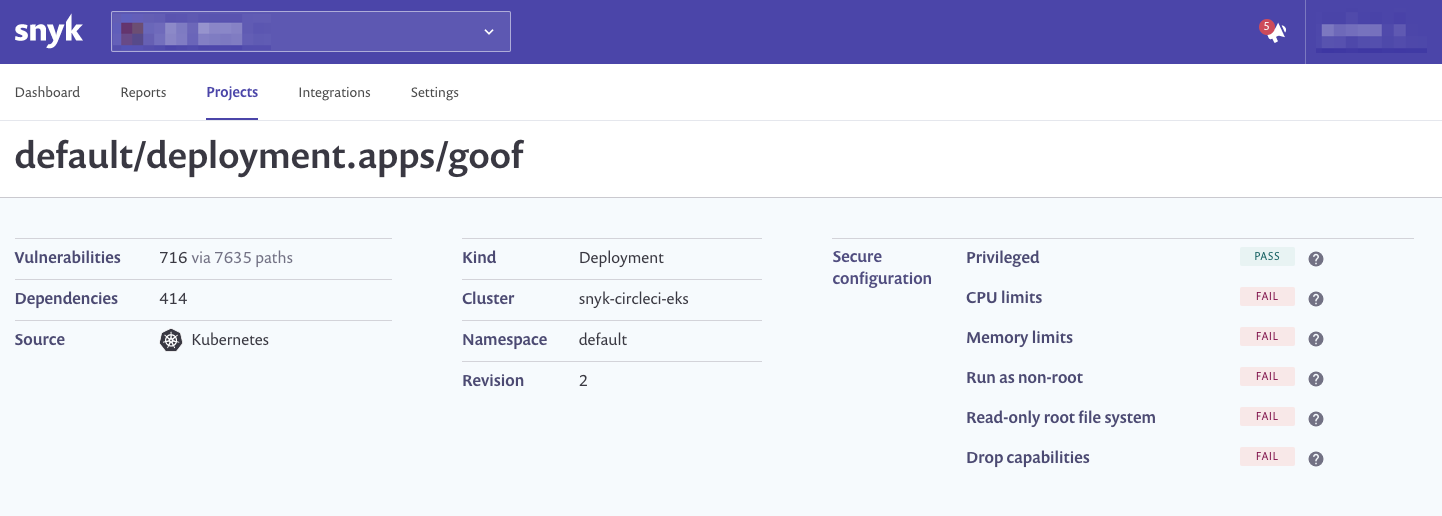 snyk
5
Dashboard Reports Projects Integrations Settings
default/deployment.apps/goof
Vulnerabilities 716 via 7635 paths
Dependencies 414
Source Kubernetes
Kind Deployment
Cluster snyk-circleci-eks
Namespace default
Revision 2
Secure
configuration
Privileged PASS ?
CPU limits FAIL ?
Memory limits FAIL ?
Run as non-root FAIL ?
Read-only root file system FAIL ?
Drop capabilities FAIL ?